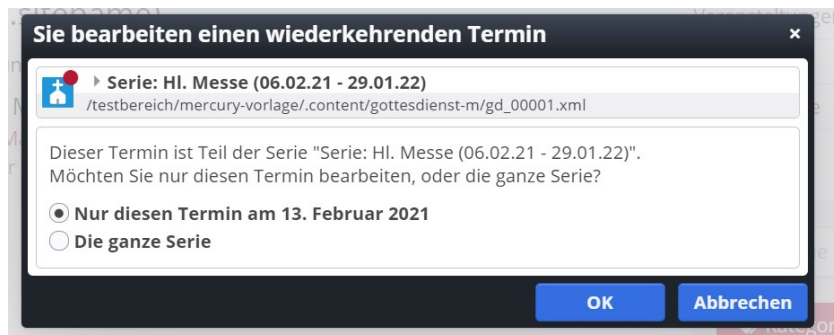 Sie bearbeiten einen wiederkehrenden Termin
Serie: Hl. Messe (06.02.21 - 29.01.22)
/testbereich/mercury-vorlage/.content/gottesdienst-m/gd_00001.xml
Dieser Termin ist Teil der Serie "Serie: Hl. Messe (06.02.21 - 29.01.22)".
Möchten Sie nur diesen Termin bearbeiten, oder die ganze Serie?
Nur diesen Termin am 13. Februar 2021
Die ganze Serie
OK Abbrechen